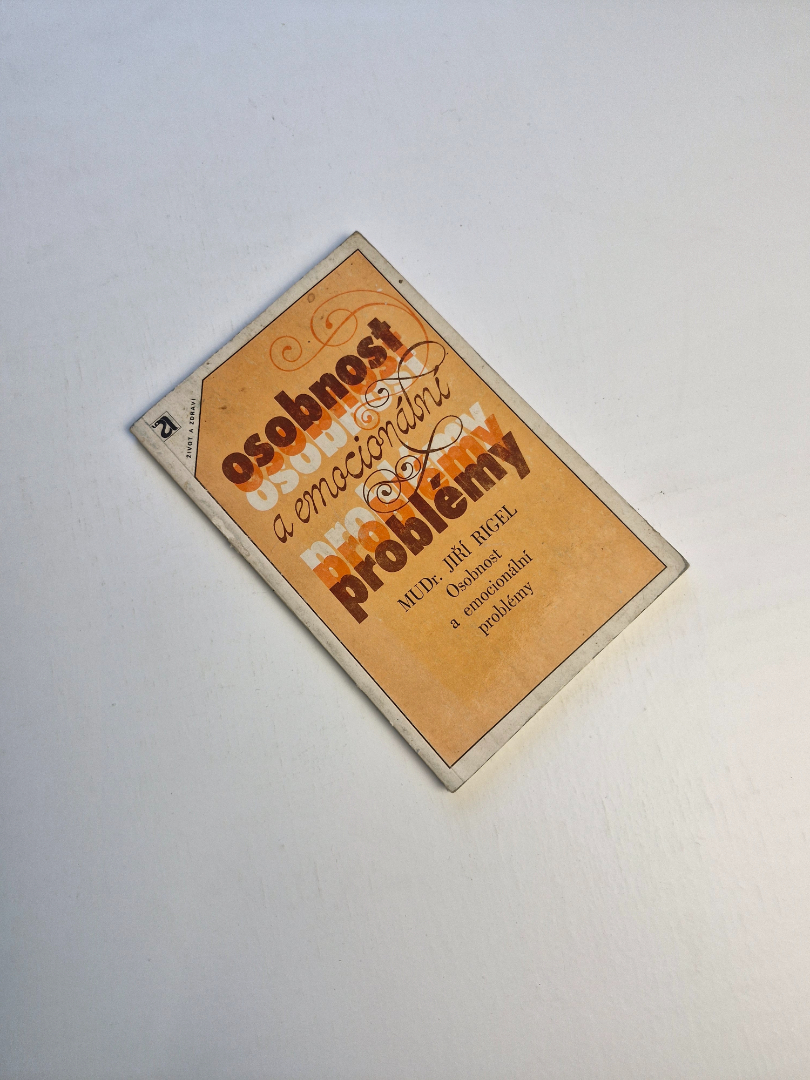 a
ŽIVOT A ZDRAVÍ
osobnost
a emocionální
problémy
MUDr. JIŘÍ RIGEL
Osobnost
a emocionální
problémy